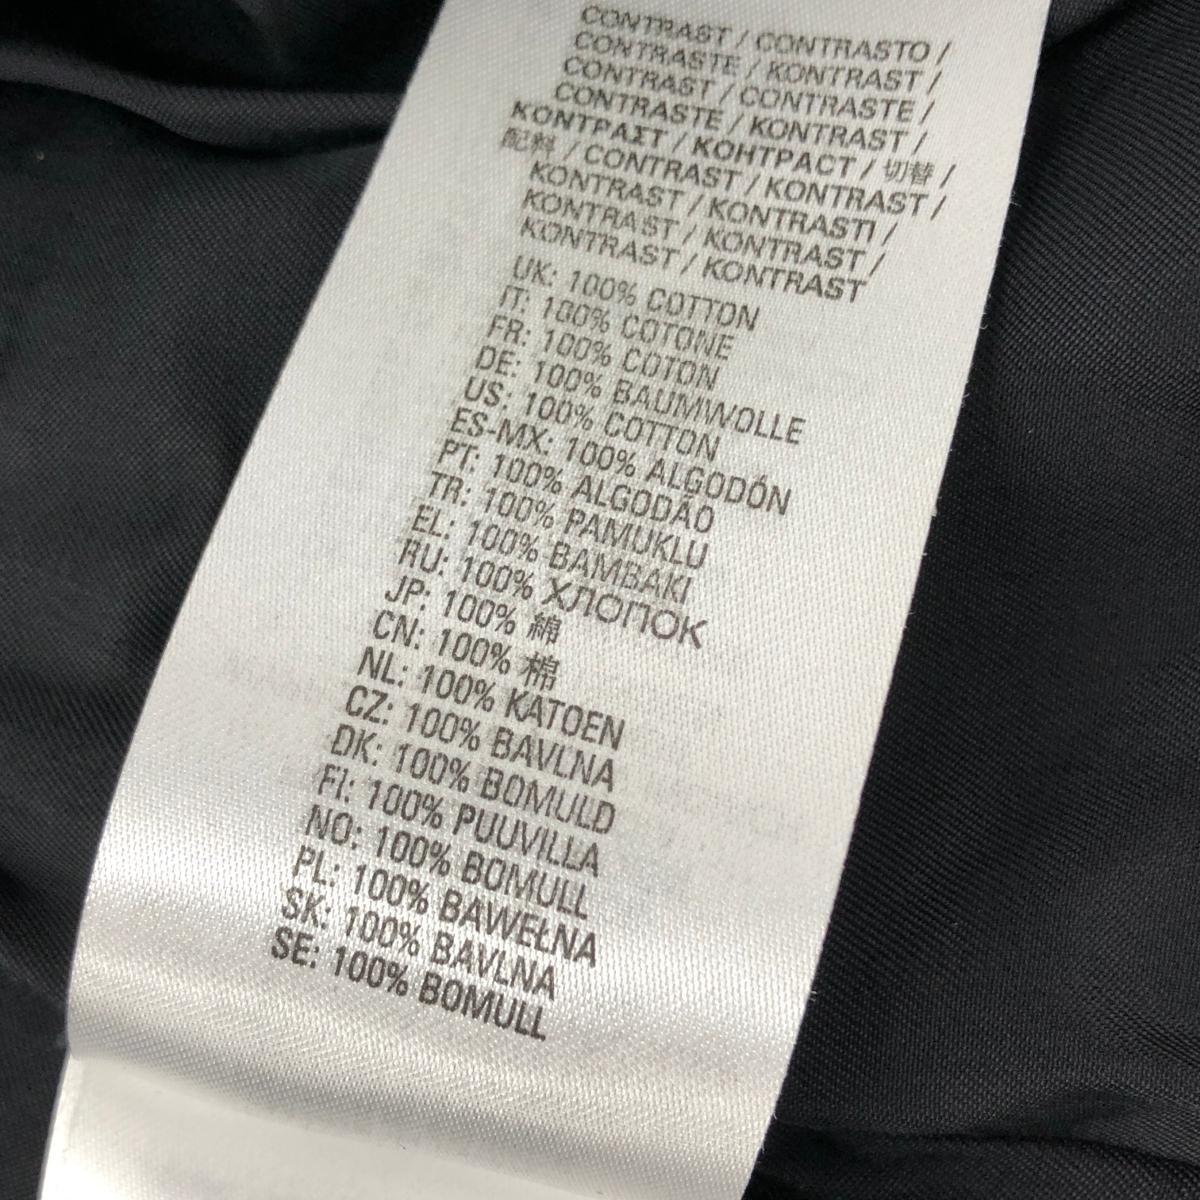 CONTRAST / CONTRASTO /
CONTRASTE / KONTRAST /
CONTRAST / CONTRASTE /
CONTRASTE / KONTRAST /
ΚΟΝΤΡΑΣΤ / КОНТРАСТ / 切替 /
配料 / CONTRAST / KONTRAST /
KONTRAST / KONTRASTI /
KONTRAST / KONTRAST /
KONTRAST / KONTRAST
UK: 100% COTTON
IT: 100% COTONE
FR: 100% COTON
DE: 100% BAUMWOLLE
US: 100% COTTON
ES-MX: 100% ALGODÓN
PT: 100% ALGODÃO
TR: 100% PAMUKLU
EL: 100% ΒΑΜΒΑΚΙ
RU: 100% ХЛОПОК
JP: 100% 綿
CN: 100% 棉
NL: 100% KATOEN
CZ: 100% BAVLNA
DK: 100% BOMULD
FI: 100% PUUVILLA
NO: 100% BOMULL
PL: 100% BAWEŁNA
SK: 100% BAVLNA
SE: 100% BOMULL